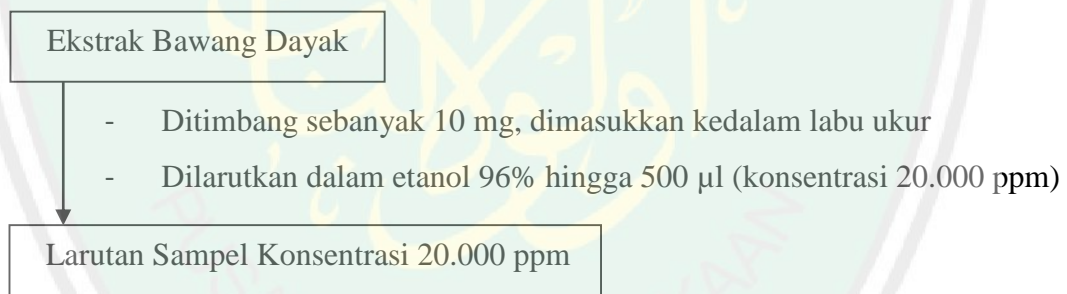 Ekstrak Bawang Dayak
- Ditimbang sebanyak 10 mg, dimasukkan kedalam labu ukur
- Dilarutkan dalam etanol 96% hingga 500 µl (konsentrasi 20.000 ppm)
Larutan Sampel Konsentrasi 20.000 ppm